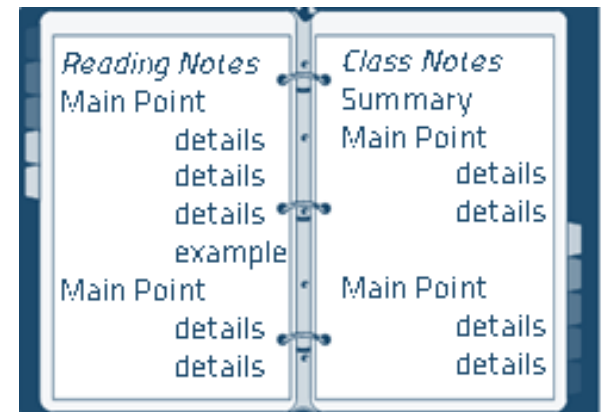 Reading Notes
Main Point
details
details
details
example
Main Point
details
details
Class Notes
Summary
Main Point
details
details
Main Point
details
details